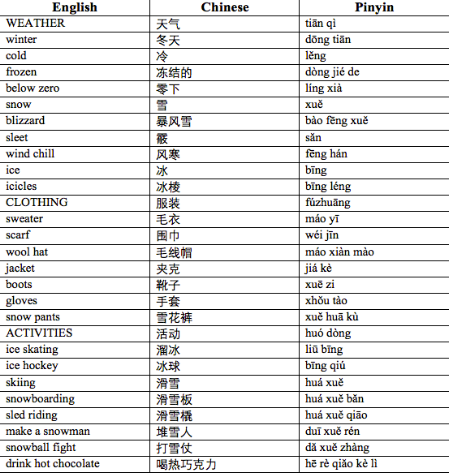 English Chinese Pinyin
WEATHER 天气 tiān qì
winter 冬天 dōng tiān
cold 冷 lěng
frozen 冻结的 dòng jié de
below zero 零下 líng xià
snow 雪 xuě
blizzard 暴风雪 bào fēng xuě
sleet 霰 sǎn
wind chill 风寒 fēng hán
ice 冰 bīng
icicles 冰棱 bīng léng
CLOTHING 服装 fúzhuāng
sweater 毛衣 máo yī
scarf 围巾 wéi jīn
wool hat 毛线帽 máo xiàn mào
jacket 夹克 jiá kè
boots 靴子 xuē zi
gloves 手套 xhǒu tào
snow pants 雪花裤 xuě huā kù
ACTIVITIES 活动 huó dòng
ice skating 溜冰 liū bīng
ice hockey 冰球 bīng qiú
skiing 滑雪 huá xuě
snowboarding 滑雪板 huá xuě bǎn
sled riding 滑雪橇 huá xuě qiāo
make a snowman 堆雪人 duī xuě rén
snowball fight 打雪仗 dǎ xuě zhàng
drink hot chocolate 喝热巧克力 hē rè qiǎo kè lì